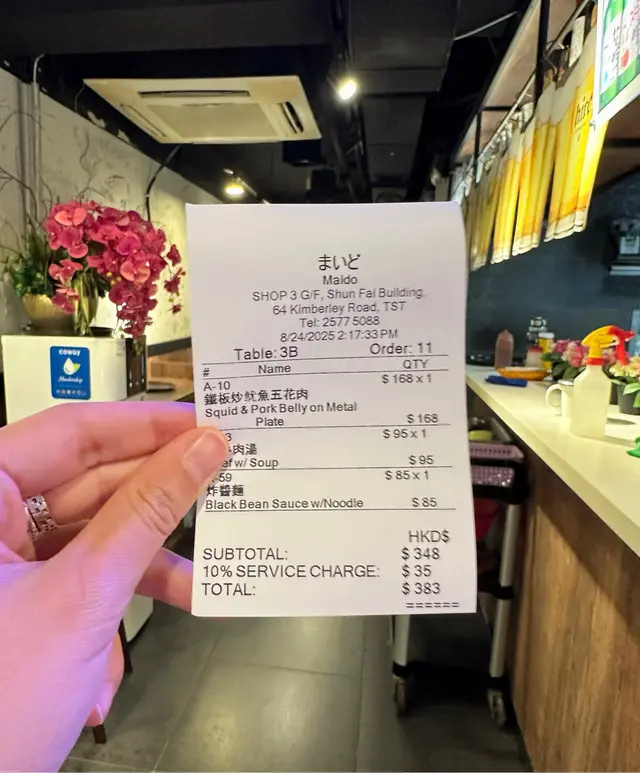 まいど
Maido
SHOP 3 G/F, Shun Fai Building,
64 Kimberley Road, TST
Tel: 2577 5088
8/24/2025 2:17:33 PM
Table: 3B Order: 11
# Name QTY
A-10 $ 168 x 1
鐵板炒魷魚五花肉
Squid & Pork Belly on Metal
Plate $ 168
$ 95 x 1
肉湯
w/ Soup $ 95
59 $ 85 x 1
炸醬麵
Black Bean Sauce w/Noodle $ 85
HKD$
SUBTOTAL: $ 348
10% SERVICE CHARGE: $ 35
TOTAL: $ 383
======
coway
Membership